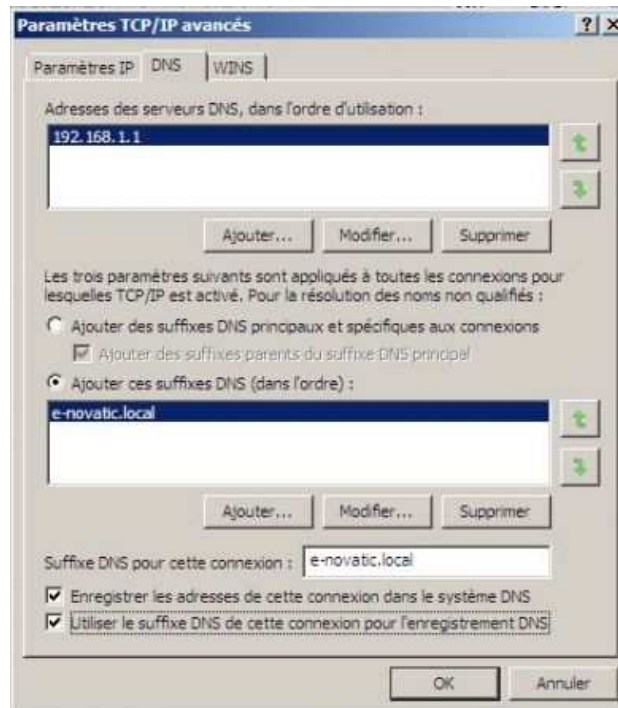 Paramètres TCP/IP avancés
Paramètres IP DNS WINS
Adresses des serveurs DNS, dans l'ordre d'utilisation :
192.168.1.1
Ajouter... Modifier... Supprimer
Les trois paramètres suivants sont appliqués à toutes les connexions pour
lesquelles TCP/IP est activé. Pour la résolution des noms non qualifiés :
Ajouter des suffixes DNS principaux et spécifiques aux connexions
Ajouter des suffixes parents du suffixe DNS principal
Ajouter ces suffixes DNS (dans l'ordre) :
e-novatic.local
Ajouter... Modifier... Supprimer
Suffixe DNS pour cette connexion : e-novatic.local
Enregistrer les adresses de cette connexion dans le système DNS
Utiliser le suffixe DNS de cette connexion pour l'enregistrement DNS
OK Annuler